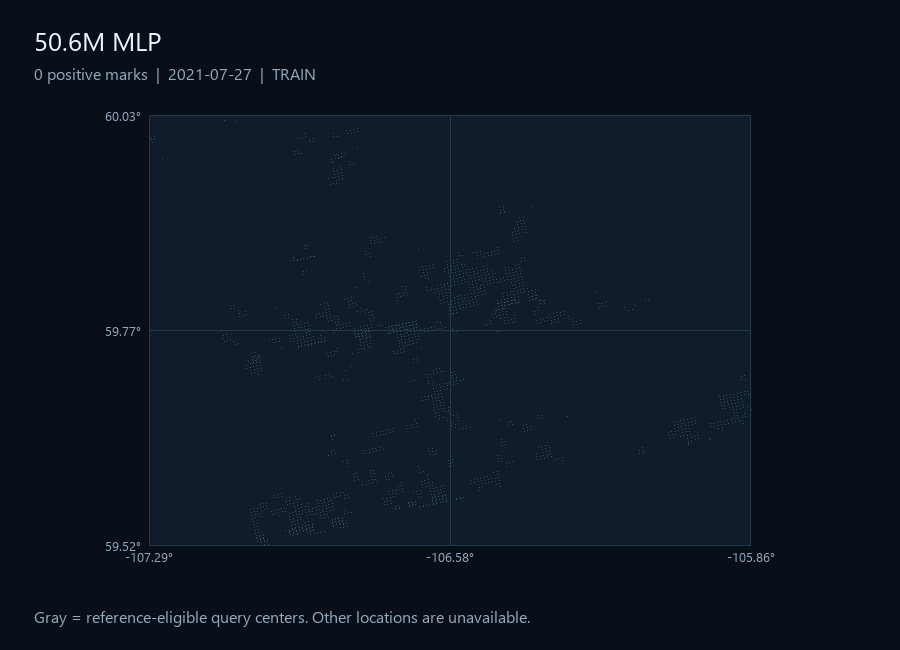 50.6M MLP
0 positive marks | 2021-07-27 | TRAIN
60.03°
59.77°
59.52°
-107.29°
-106.58°
-105.86°
Gray = reference-eligible query centers. Other locations are unavailable.